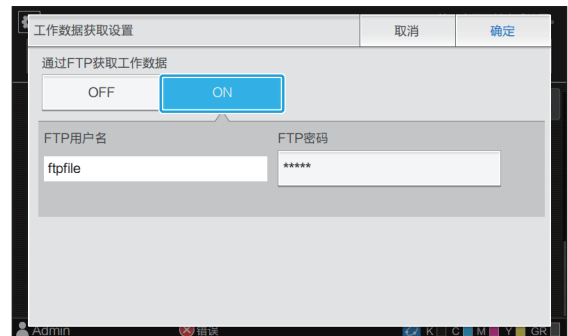 工作数据获取设置 取消 确定
通过FTP获取工作数据
OFF ON
FTP用户名 FTP密码
ftpfile *****
Admin 错误 K C M Y GR